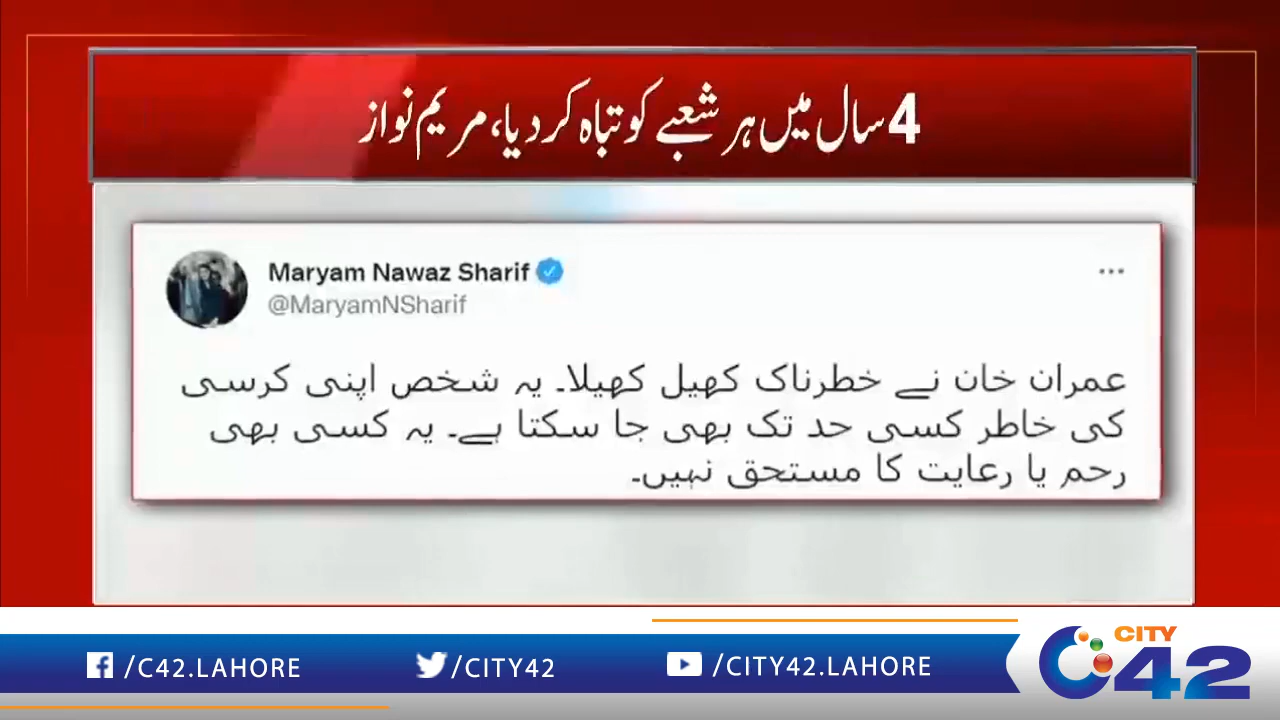 4 سال میں ہر شعبے کو تباہ کر دیا، مریم نواز
Maryam Nawaz Sharif
@MaryamNSharif
عمران خان نے خطرناک کھیل کھیلا۔ یہ شخص اپنی کرسی
کی خاطر کسی حد تک بھی جا سکتا ہے۔ یہ کسی بھی
رحم یا رعایت کا مستحق نہیں۔
/C42.LAHORE
/CITY42
/CITY42.LAHORE
CITY
42